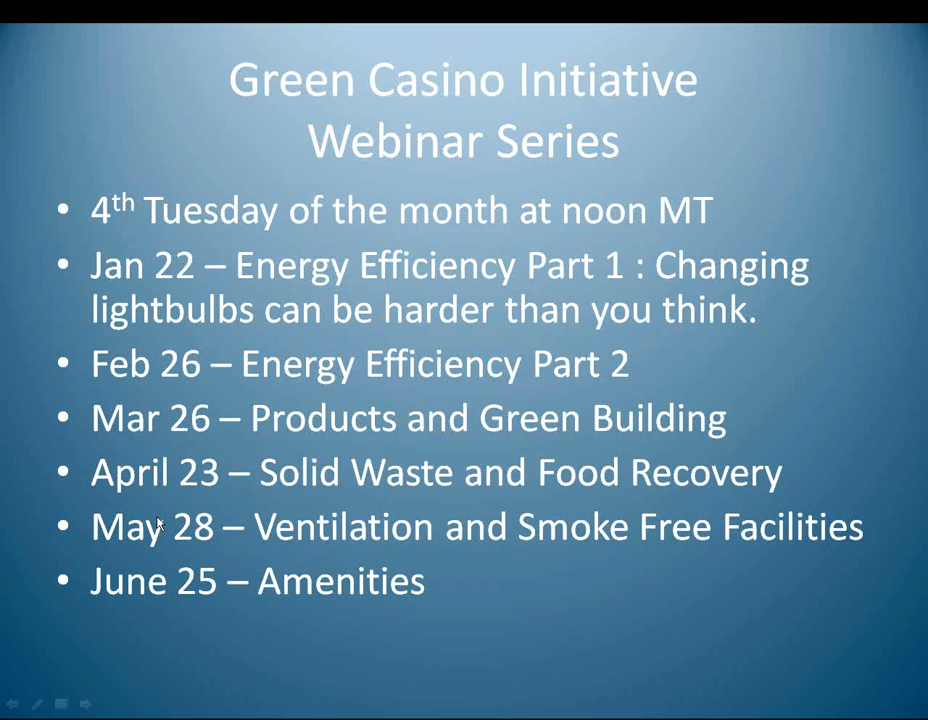 Green Casino Initiative
Webinar Series
• 4th Tuesday of the month at noon MT
• Jan 22 – Energy Efficiency Part 1 : Changing
lightbulbs can be harder than you think.
• Feb 26 – Energy Efficiency Part 2
• Mar 26 – Products and Green Building
• April 23 – Solid Waste and Food Recovery
• May 28 – Ventilation and Smoke Free Facilities
• June 25 – Amenities